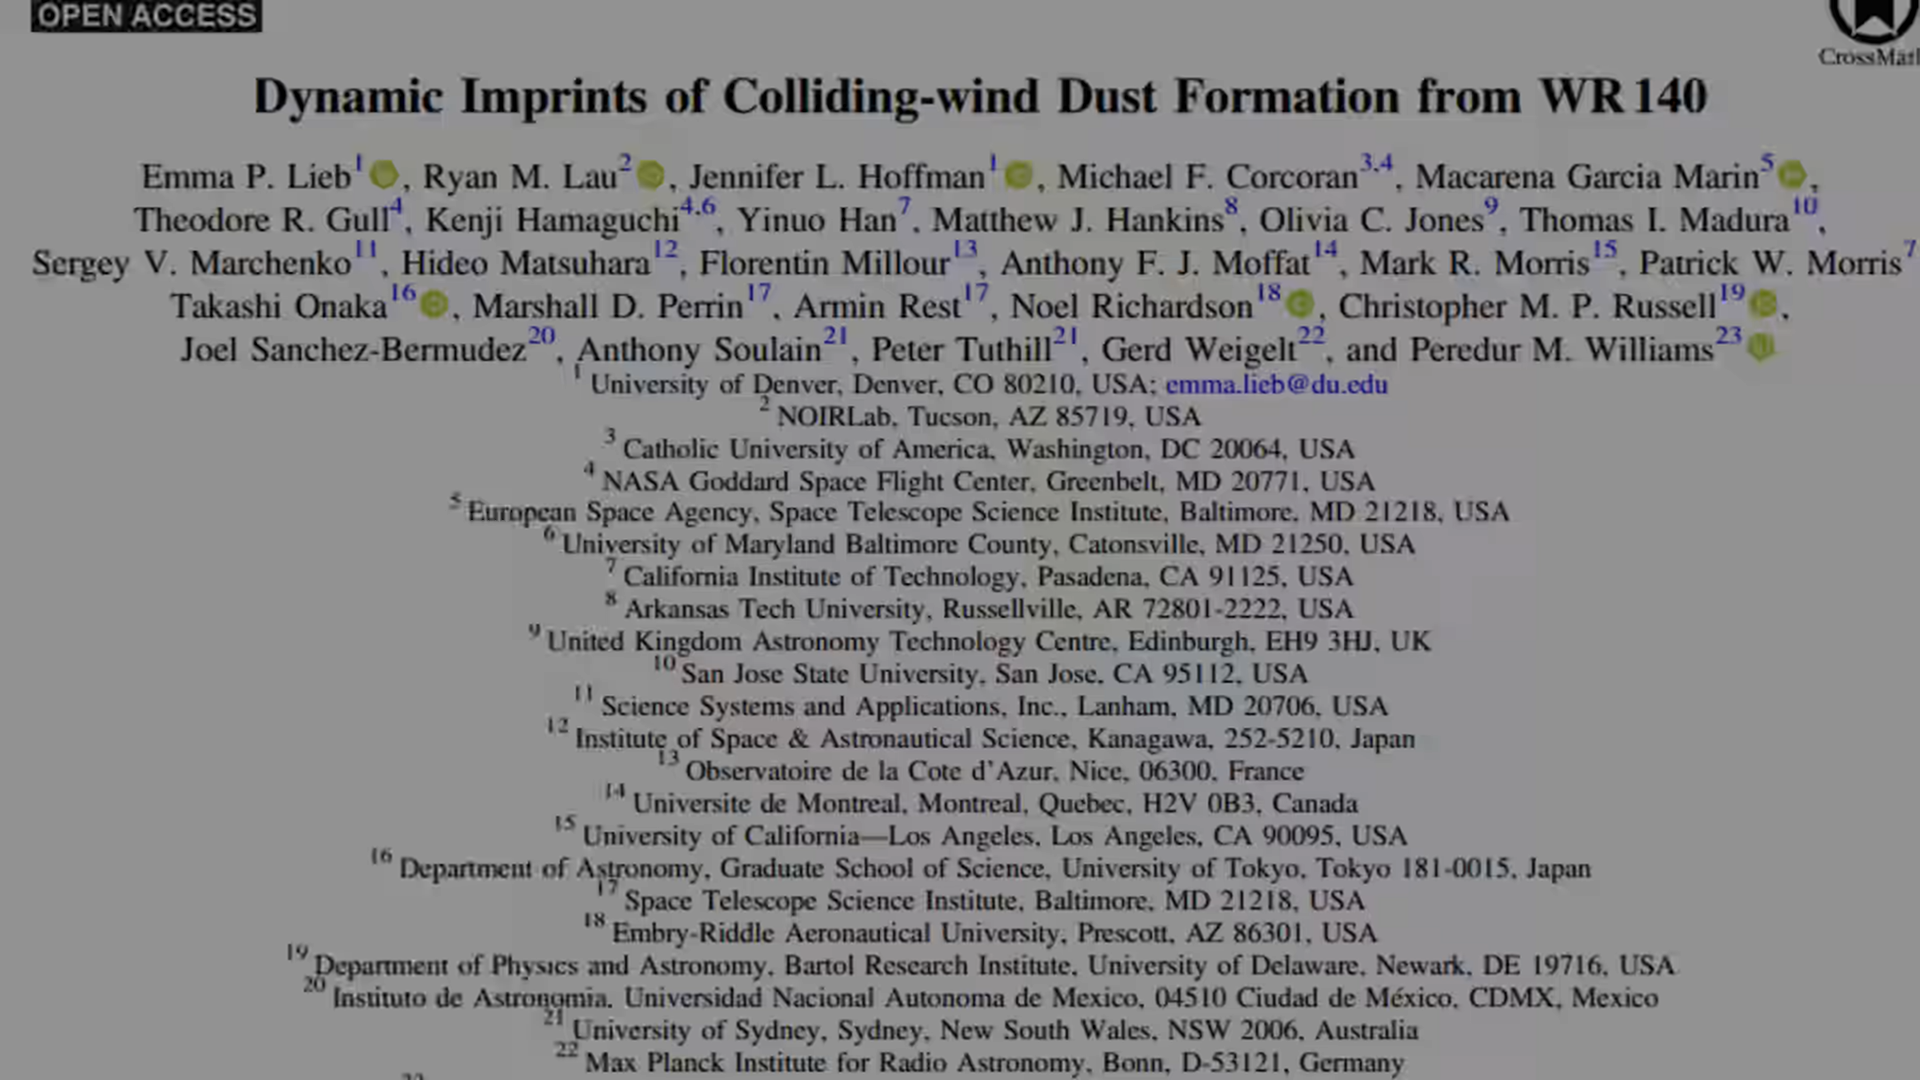 OPEN ACCESS
CrossMark
Dynamic Imprints of Colliding-wind Dust Formation from WR 140
Emma P. Lieb1, Ryan M. Lau2, Jennifer L. Hoffman1, Michael F. Corcoran3,4, Macarena Garcia Marin5,
Theodore R. Gull4, Kenji Hamaguchi4,6, Yinuo Han7, Matthew J. Hankins8, Olivia C. Jones9, Thomas I. Madura10,
Sergey V. Marchenko11, Hideo Matsuhara12, Florentin Millour13, Anthony F. J. Moffat14, Mark R. Morris15, Patrick W. Morris7
Takashi Onaka16, Marshall D. Perrin17, Armin Rest17, Noel Richardson18, Christopher M. P. Russell19,
Joel Sanchez-Bermudez20, Anthony Soulain21, Peter Tuthill21, Gerd Weigelt22, and Peredur M. Williams23
1 University of Denver, Denver, CO 80210, USA; emma.lieb@du.edu
2 NOIRLab, Tucson, AZ 85719, USA
3 Catholic University of America, Washington, DC 20064, USA
4 NASA Goddard Space Flight Center, Greenbelt, MD 20771, USA
5 European Space Agency, Space Telescope Science Institute, Baltimore, MD 21218, USA
6 University of Maryland Baltimore County, Catonsville, MD 21250, USA
7 California Institute of Technology, Pasadena, CA 91125, USA
8 Arkansas Tech University, Russellville, AR 72801-2222, USA
9 United Kingdom Astronomy Technology Centre, Edinburgh, EH9 3HJ, UK
10 San Jose State University, San Jose, CA 95112, USA
11 Science Systems and Applications, Inc., Lanham, MD 20706, USA
12 Institute of Space & Astronautical Science, Kanagawa, 252-5210, Japan
13 Observatoire de la Cote d'Azur, Nice, 06300, France
14 Universite de Montreal, Montreal, Quebec, H2V 0B3, Canada
15 University of California—Los Angeles, Los Angeles, CA 90095, USA
16 Department of Astronomy, Graduate School of Science, University of Tokyo, Tokyo 181-0015, Japan
17 Space Telescope Science Institute, Baltimore, MD 21218, USA
18 Embry-Riddle Aeronautical University, Prescott, AZ 86301, USA
19 Department of Physics and Astronomy, Bartol Research Institute, University of Delaware, Newark, DE 19716, USA
20 Instituto de Astronomia, Universidad Nacional Autonoma de Mexico, 04510 Ciudad de México, CDMX, Mexico
21 University of Sydney, Sydney, New South Wales, NSW 2006, Australia
22 Max Planck Institute for Radio Astronomy, Bonn, D-53121, Germany